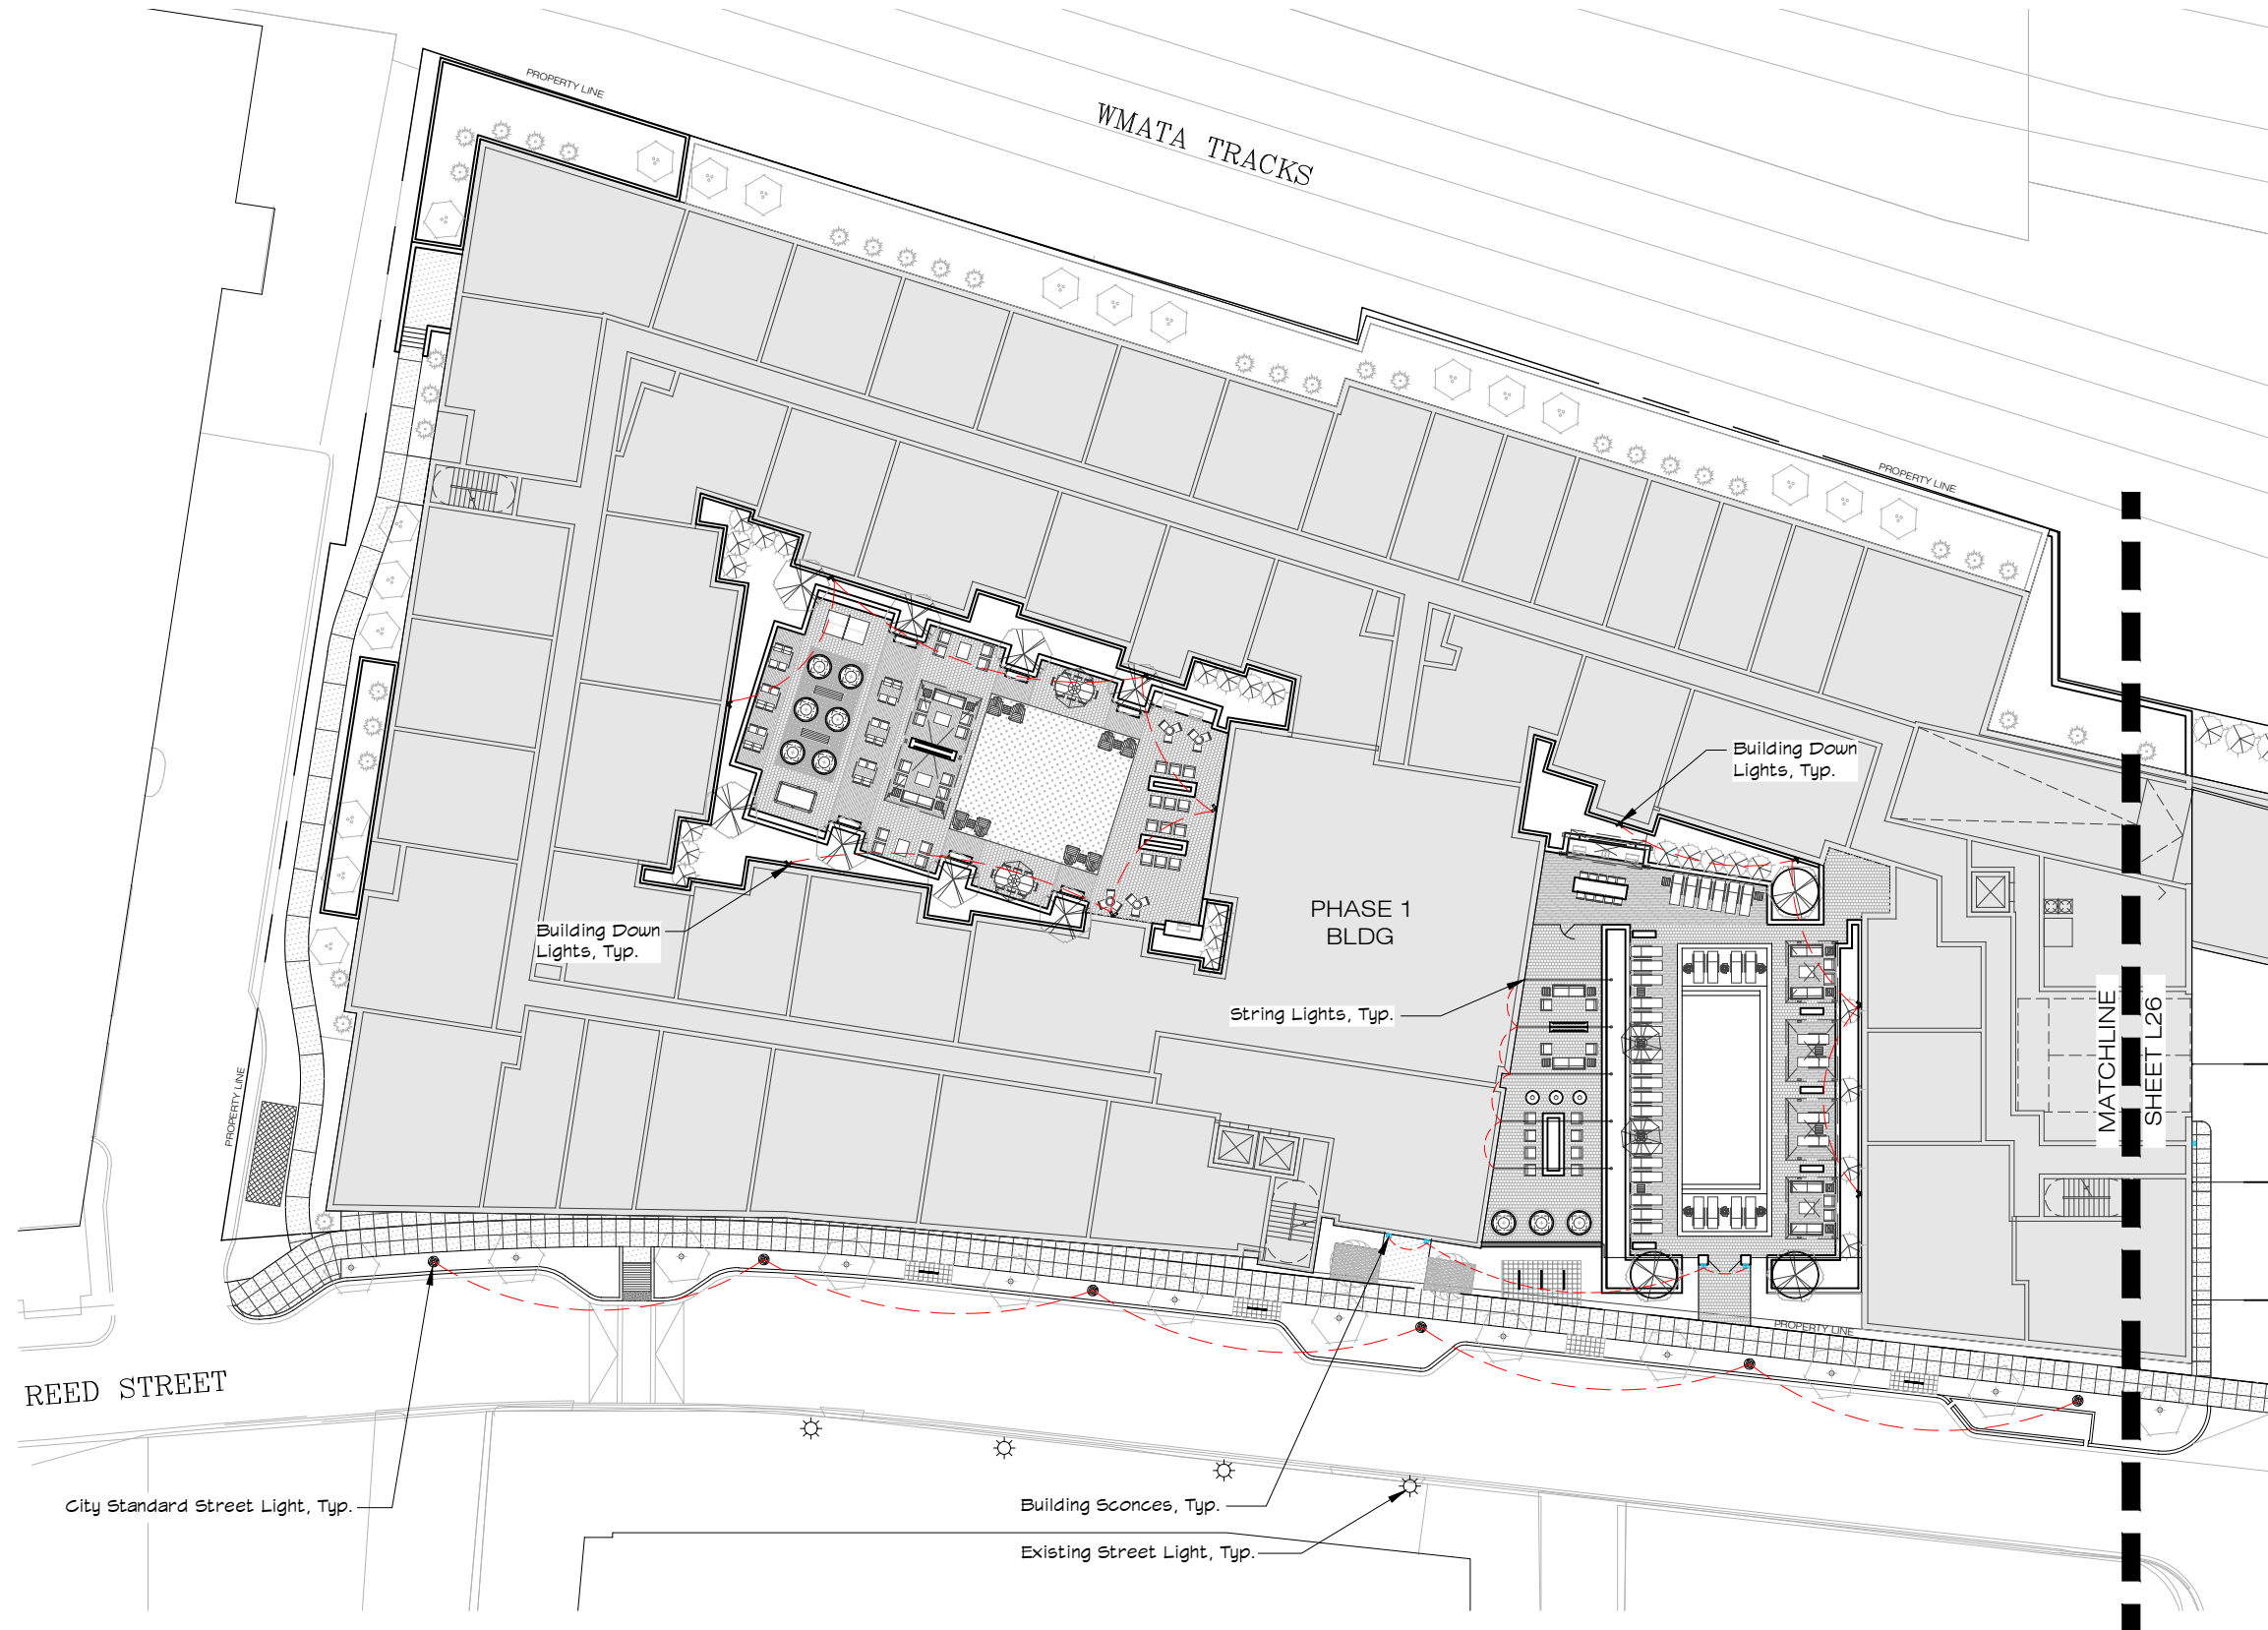 PROPERTY LINE
WMATA TRACKS
PROPERTY LINE
Building Down
Lights, Typ.
PHASE 1
BLDG
Building Down
Lights, Typ.
String Lights, Typ.
MATCHLINE
SHEET L26
PROPERTY LINE
PROPERTY LINE
REED STREET
City Standard Street Light, Typ.
Building Sconces, Typ.
Existing Street Light, Typ.